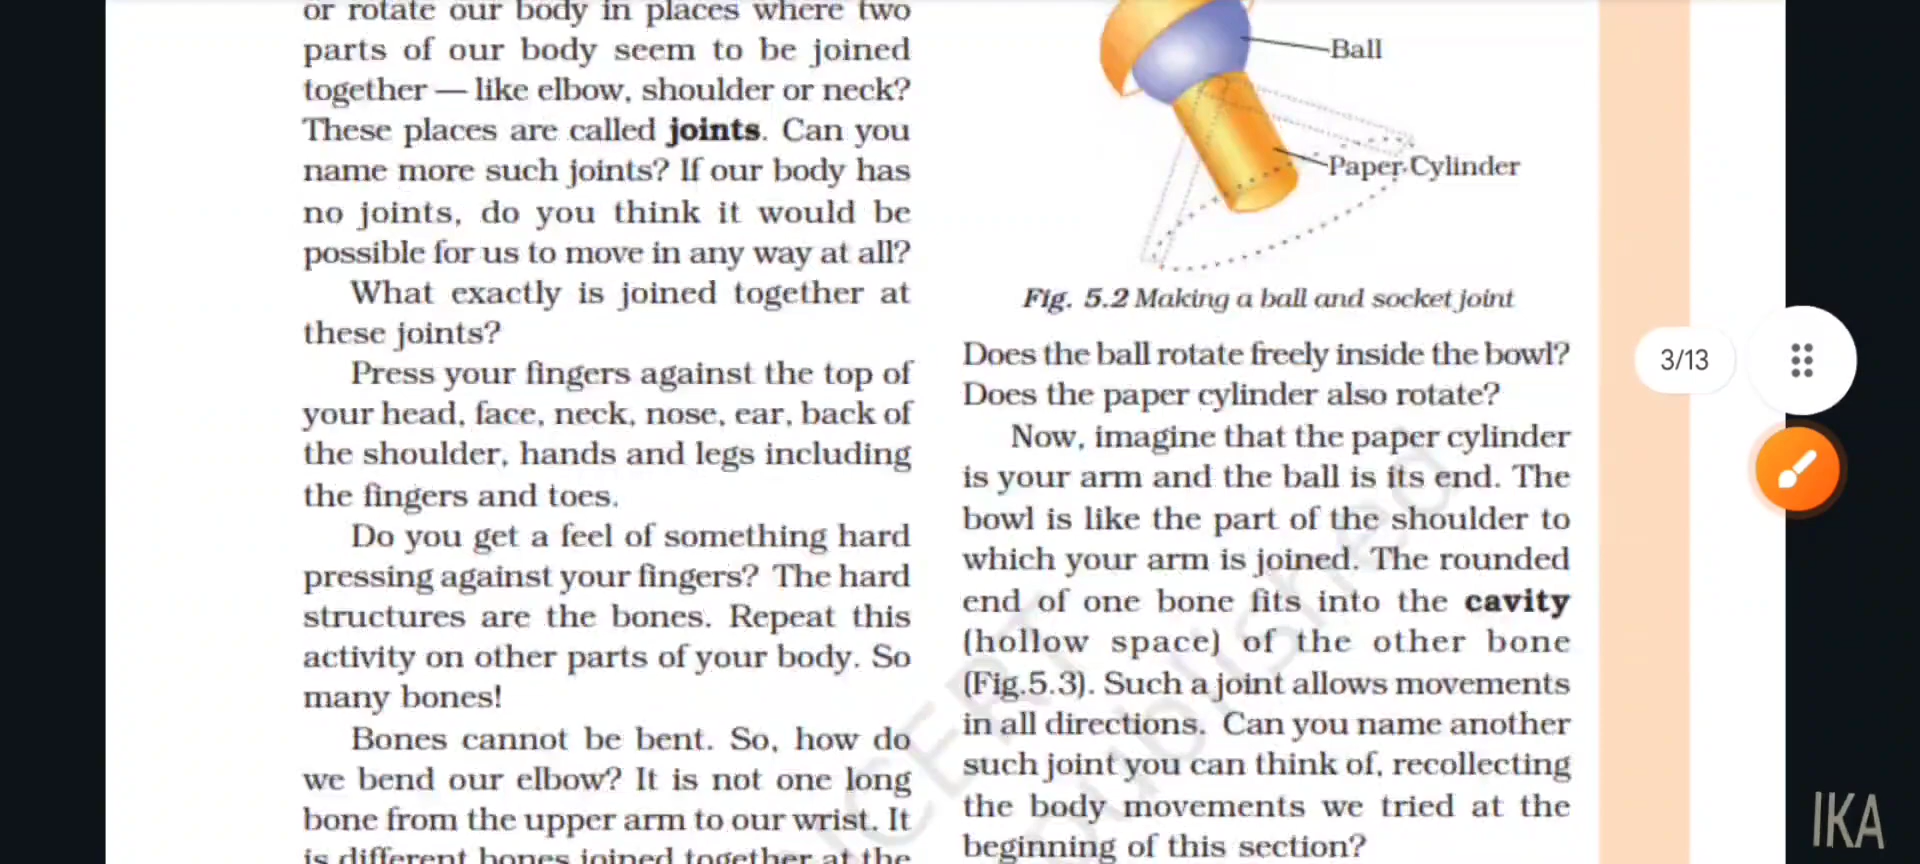 or rotate our body in places where two
parts of our body seem to be joined
together — like elbow, shoulder or neck?
These places are called joints. Can you
name more such joints? If our body has
no joints, do you think it would be
possible for us to move in any way at all?
What exactly is joined together at
these joints?
Press your fingers against the top of
your head, face, neck, nose, ear, back of
the shoulder, hands and legs including
the fingers and toes.
Do you get a feel of something hard
pressing against your fingers? The hard
structures are the bones. Repeat this
activity on other parts of your body. So
many bones!
Bones cannot be bent. So, how do
we bend our elbow? It is not one long
bone from the upper arm to our wrist. It
is different bones joined together at the
Ball
Paper Cylinder
Fig. 5.2 Making a ball and socket joint
Does the ball rotate freely inside the bowl?
Does the paper cylinder also rotate?
Now, imagine that the paper cylinder
is your arm and the ball is its end. The
bowl is like the part of the shoulder to
which your arm is joined. The rounded
end of one bone fits into the cavity
(hollow space) of the other bone
(Fig.5.3). Such a joint allows movements
in all directions. Can you name another
such joint you can think of, recollecting
the body movements we tried at the
beginning of this section?
3/13
IKA
NCERT
published